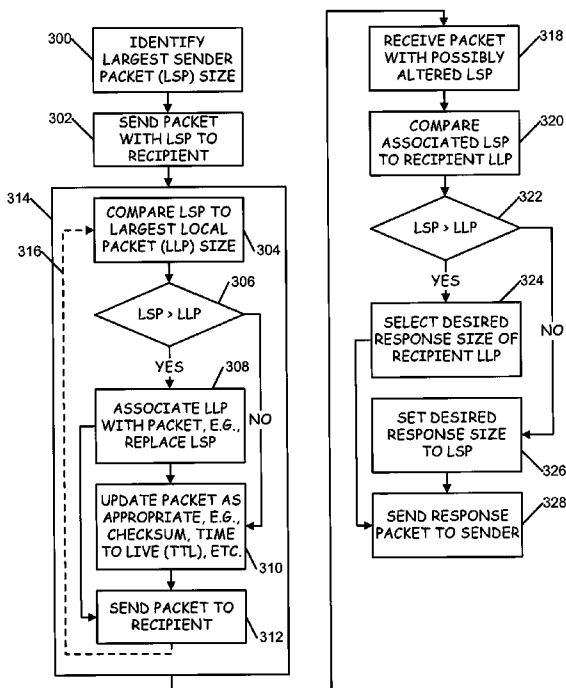 300
IDENTIFY
LARGEST SENDER
PACKET (LSP) SIZE
302
SEND PACKET
WITH LSP TO
RECIPIENT
314
316
COMPARE LSP TO
LARGEST LOCAL
PACKET (LLP) SIZE
304
306
LSP > LLP
YES
NO
308
ASSOCIATE LLP
WITH PACKET, E.G.,
REPLACE LSP
UPDATE PACKET AS
APPROPRIATE, E.G.,
CHECKSUM, TIME
TO LIVE (TTL), ETC.
310
SEND PACKET TO
RECIPIENT
312
RECEIVE PACKET
WITH POSSIBLY
ALTERED LSP
318
COMPARE
ASSOCIATED LSP
TO RECIPIENT LLP
320
322
LSP > LLP
YES
NO
324
SELECT DESIRED
RESPONSE SIZE OF
RECIPIENT LLP
SET DESIRED
RESPONSE SIZE
TO LSP
326
328
SEND RESPONSE
PACKET TO SENDER